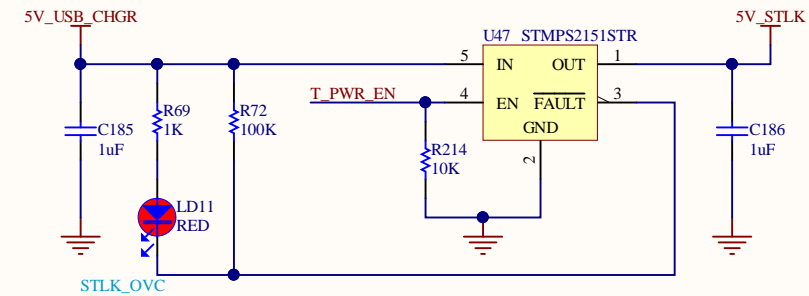 5V_USB_CHGR
5V_STLK
U47 STMPS2151STR
5 IN OUT 1
T_PWR_EN
4 EN FAULT 3
GND
2
C185
1uF
R69
1K
R72
100K
R214
10K
C186
1uF
LD11
RED
STLK_OVC